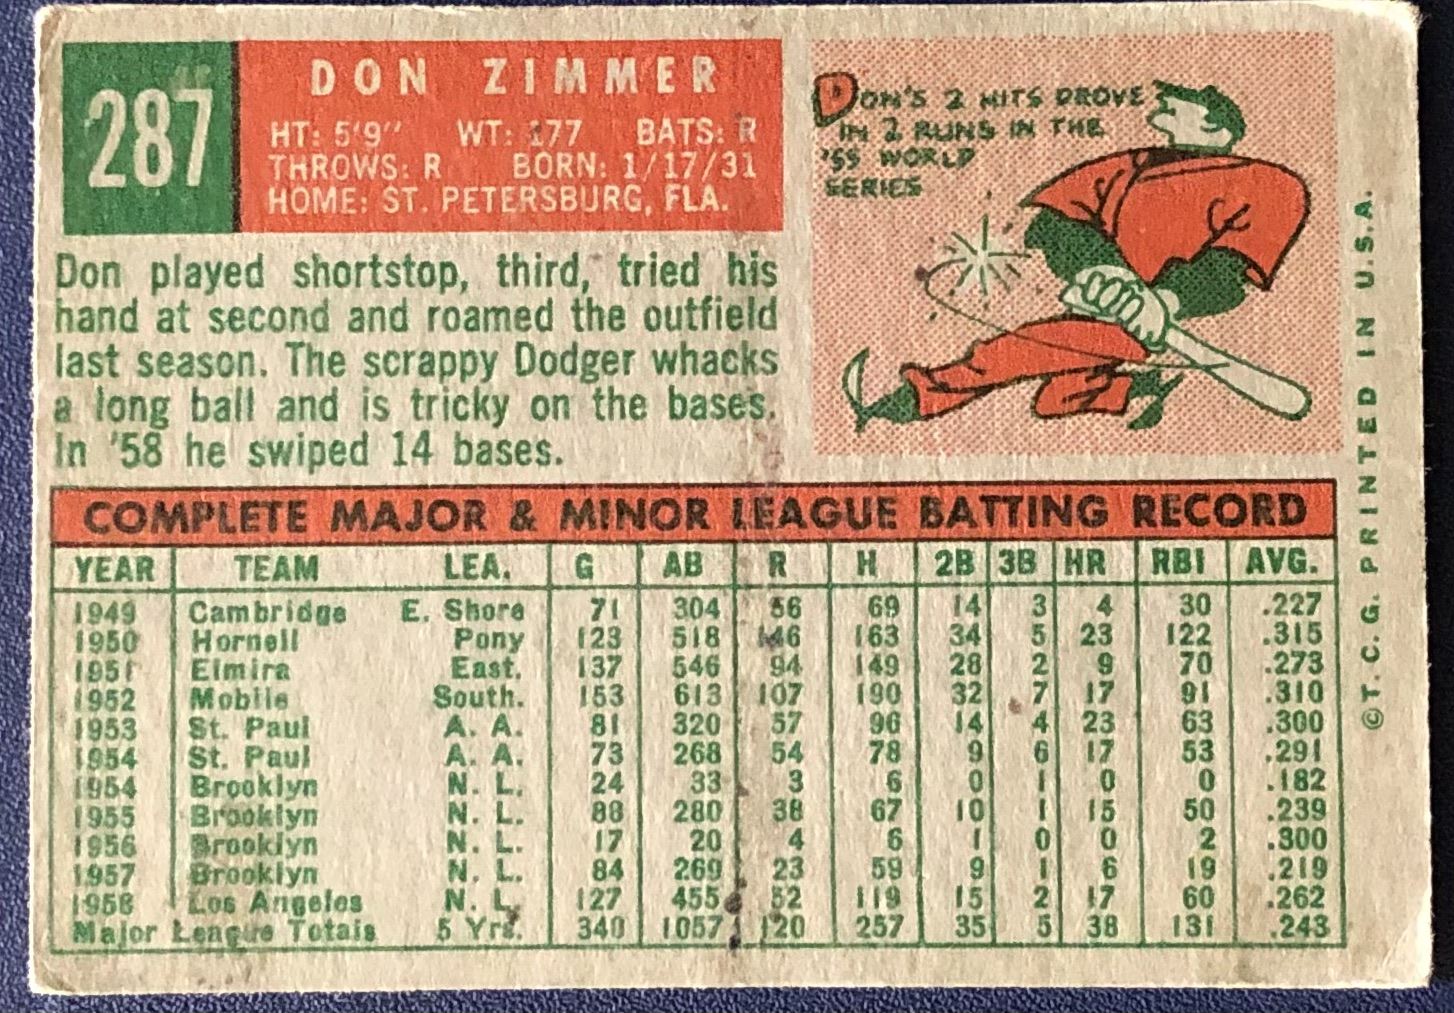 287
DON ZIMMER
HT: 5'9" WT: 177 BATS: R
THROWS: R BORN: 1/17/31
HOME: ST. PETERSBURG, FLA.
DON'S 2 HITS DROVE
IN 2 RUNS IN THE
'55 WORLD
SERIES
Don played shortstop, third, tried his
hand at second and roamed the outfield
last season. The scrappy Dodger whacks
a long ball and is tricky on the bases.
In '58 he swiped 14 bases.
COMPLETE MAJOR & MINOR LEAGUE BATTING RECORD
YEAR TEAM LEA. G AB R H 2B 3B HR RBI AVG.
1949 Cambridge E. Shore 71 304 56 69 14 3 4 30 .227
1950 Hornell Pony 123 518 146 163 34 5 23 122 .315
1951 Elmira East. 137 546 94 149 28 2 9 70 .273
1952 Mobile South. 153 613 107 190 32 7 17 91 .310
1953 St. Paul A. A. 81 320 57 96 14 4 23 63 .300
1954 St. Paul A. A. 73 268 54 78 9 6 17 53 .291
1954 Brooklyn N. L. 24 33 3 6 0 1 0 0 .182
1955 Brooklyn N. L. 88 280 38 67 10 1 15 50 .239
1956 Brooklyn N. L. 17 20 4 6 1 0 0 2 .300
1957 Brooklyn N. L. 84 269 23 59 9 1 6 19 .219
1958 Los Angeles N. L. 127 455 52 119 15 2 17 60 .262
Major League Totals 5 Yrs. 340 1057 120 257 35 5 38 131 .243
©T. C. G. PRINTED IN U.S.A.